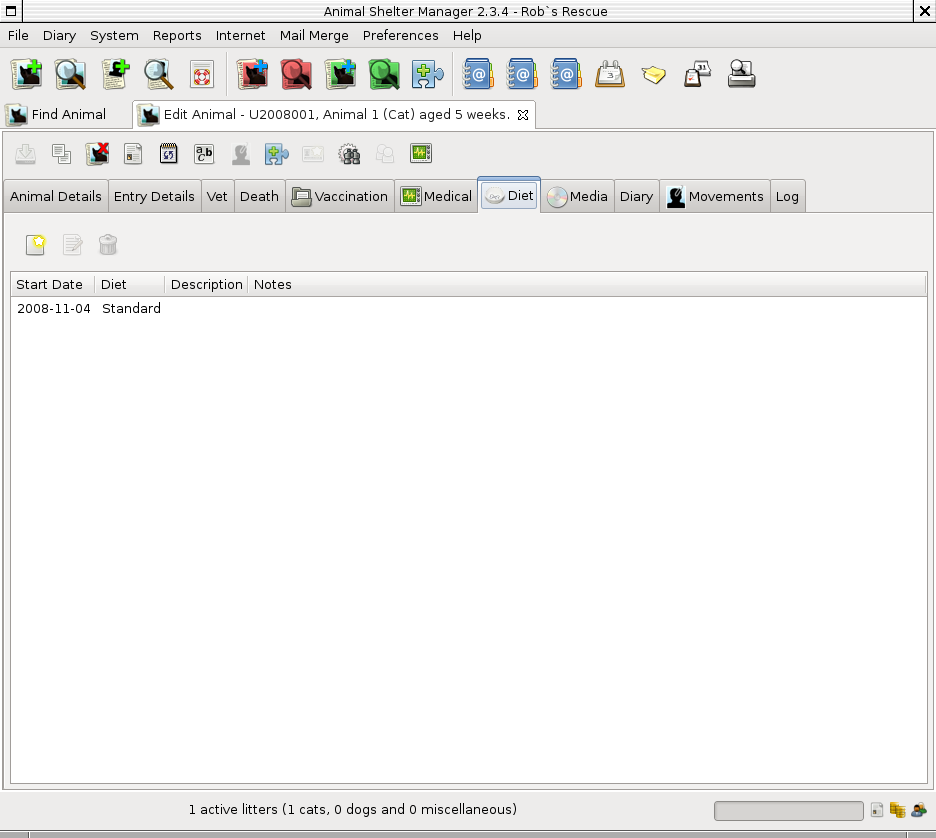 Animal Shelter Manager 2.3.4 - Rob`s Rescue
File Diary System Reports Internet Mail Merge Preferences Help
Find Animal Edit Animal - U2008001, Animal 1 (Cat) aged 5 weeks.
Animal Details Entry Details Vet Death Vaccination Medical Diet Media Diary Movements Log
Start Date Diet Description Notes
2008-11-04 Standard
1 active litters (1 cats, 0 dogs and 0 miscellaneous)